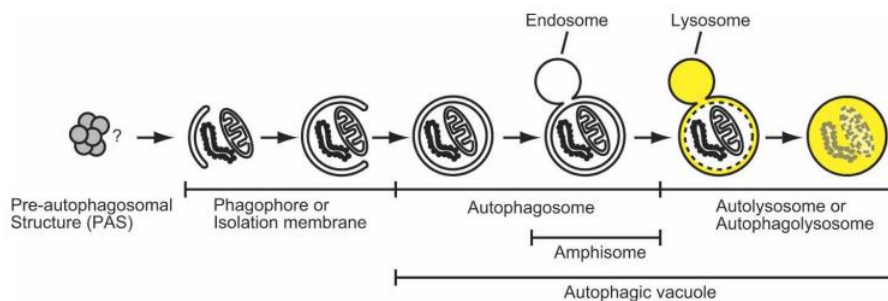 Endosome
Lysosome
?
Pre-autophagosomal
Structure (PAS)
Phagophore or
Isolation membrane
Autophagosome
Autolysosome or
Autophagolysosome
Amphisome
Autophagic vacuole